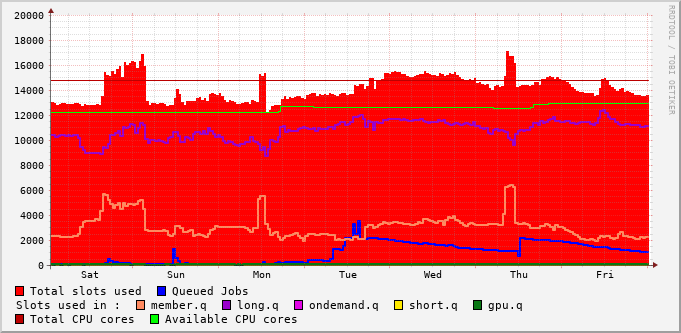 20000
18000
16000
14000
12000
10000
8000
6000
4000
2000
0
Sat Sun Mon Tue Wed Thu Fri
RRDTOOL / TOBI OETIKER
Total slots used Queued Jobs
Slots used in : member.q long.q ondemand.q short.q gpu.q
Total CPU cores Available CPU cores